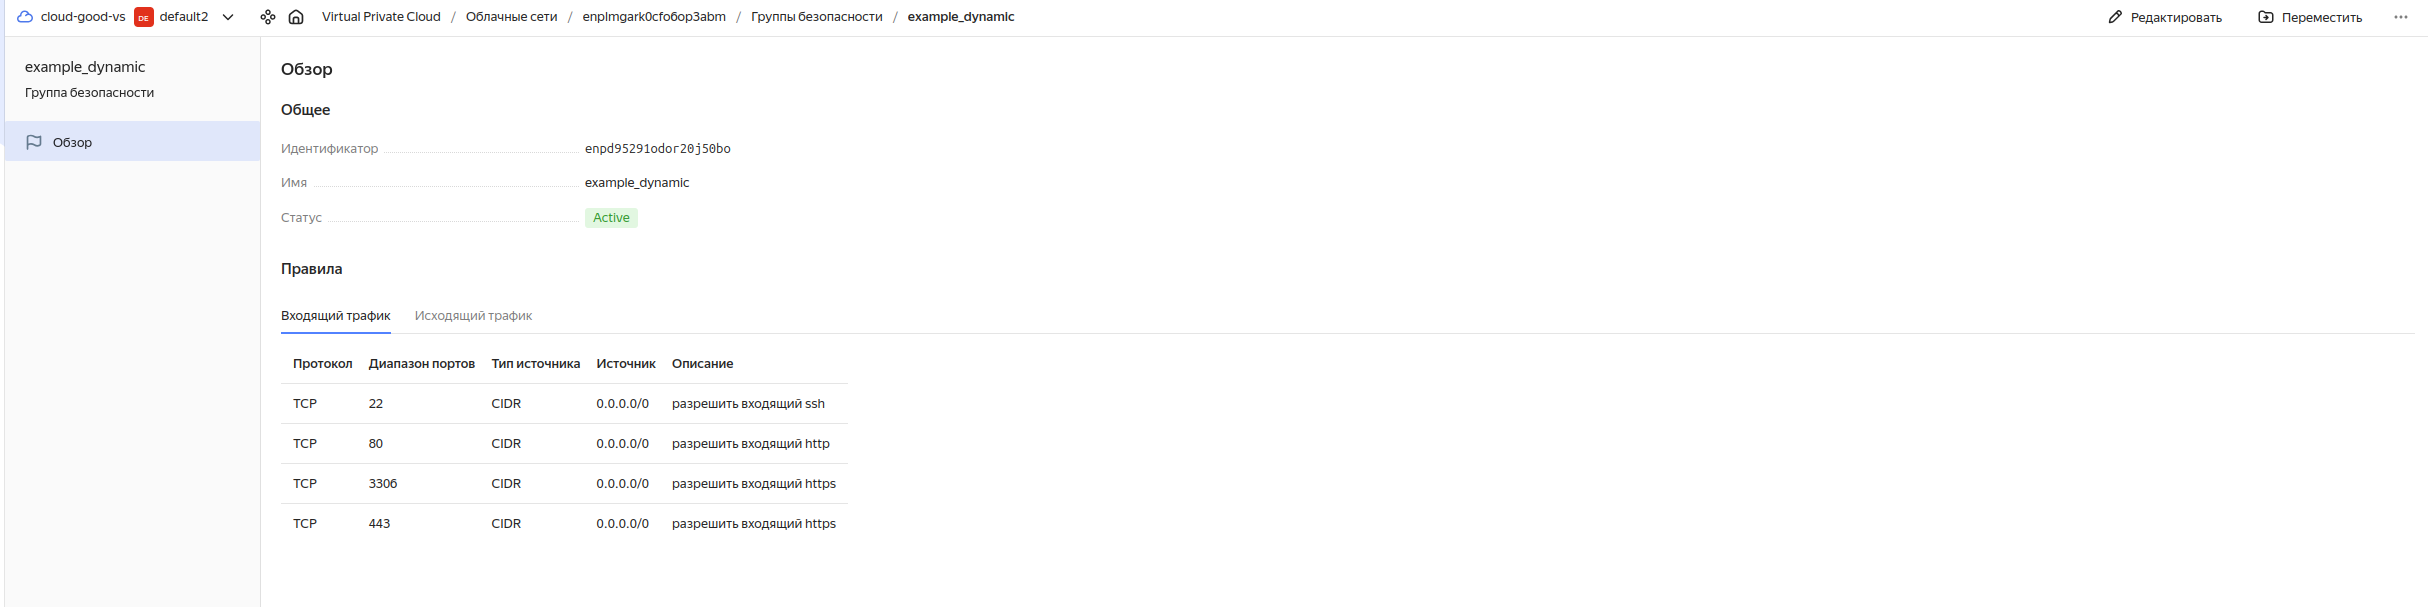 cloud-good-vs DE default2 Virtual Private Cloud / Облачные сети / enplmgark0cfo6op3abm / Группы безопасности / example_dynamic Редактировать Переместить
example_dynamic
Группа безопасности
Обзор
Обзор
Общее
Идентификатор enpd95291odor20j50bo
Имя example_dynamic
Статус Active
Правила
Входящий трафик Исходящий трафик
Протокол Диапазон портов Тип источника Источник Описание
TCP 22 CIDR 0.0.0.0/0 разрешить входящий ssh
TCP 80 CIDR 0.0.0.0/0 разрешить входящий http
TCP 3306 CIDR 0.0.0.0/0 разрешить входящий https
TCP 443 CIDR 0.0.0.0/0 разрешить входящий https